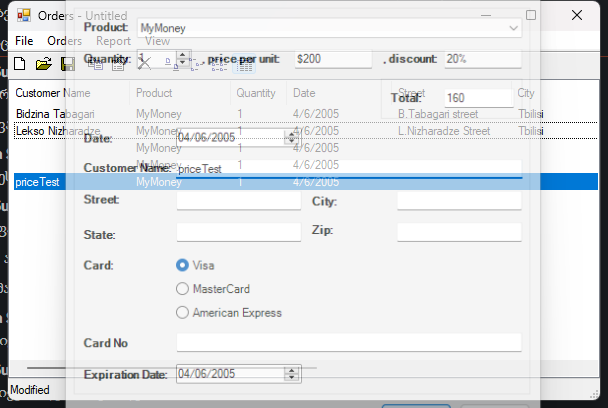 Orders - Untitled
File Orders Report View
Customer Name Product Quantity Date Street City
Bidzina Tabagari MyMoney 1 4/6/2005 B.Tabagari street Tbilisi
Lekso Nizharadze MyMoney 1 4/6/2005 L.Nizharadze Street Tbilisi
MyMoney 1 4/6/2005
MyMoney 1 4/6/2005
priceTest MyMoney 1 4/6/2005
Modified
Product: MyMoney
Quantity: 1 , price per unit: $200 , discount: 20%
Total: 160
Date: 04/06/2005
Customer Name: priceTest
Street: City:
State: Zip:
Card: Visa
MasterCard
American Express
Card No
Expiration Date: 04/06/2005